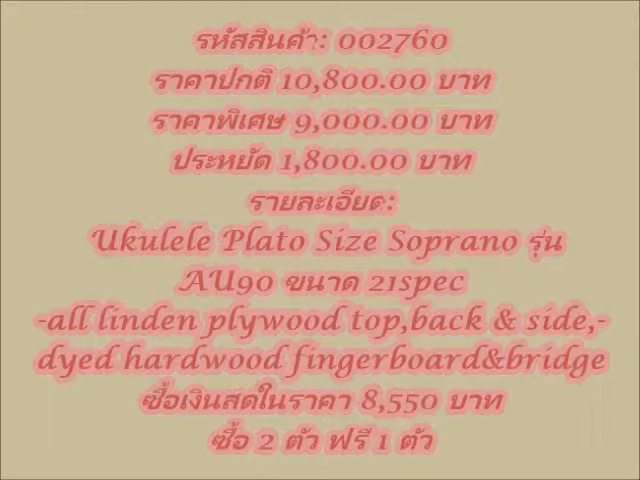 รหัสสินค้า: 002760
ราคาปกติ 10,800.00 บาท
ราคาพิเศษ 9,000.00 บาท
ประหยัด 1,800.00 บาท
รายละเอียด:
Ukulele Plato Size Soprano รุ่น
AU90 ขนาด 21spec
-all linden plywood top,back & side,-
dyed hardwood fingerboard&bridge
ซื้อเงินสดในราคา 8,550 บาท
ซื้อ 2 ตัว ฟรี 1 ตัว